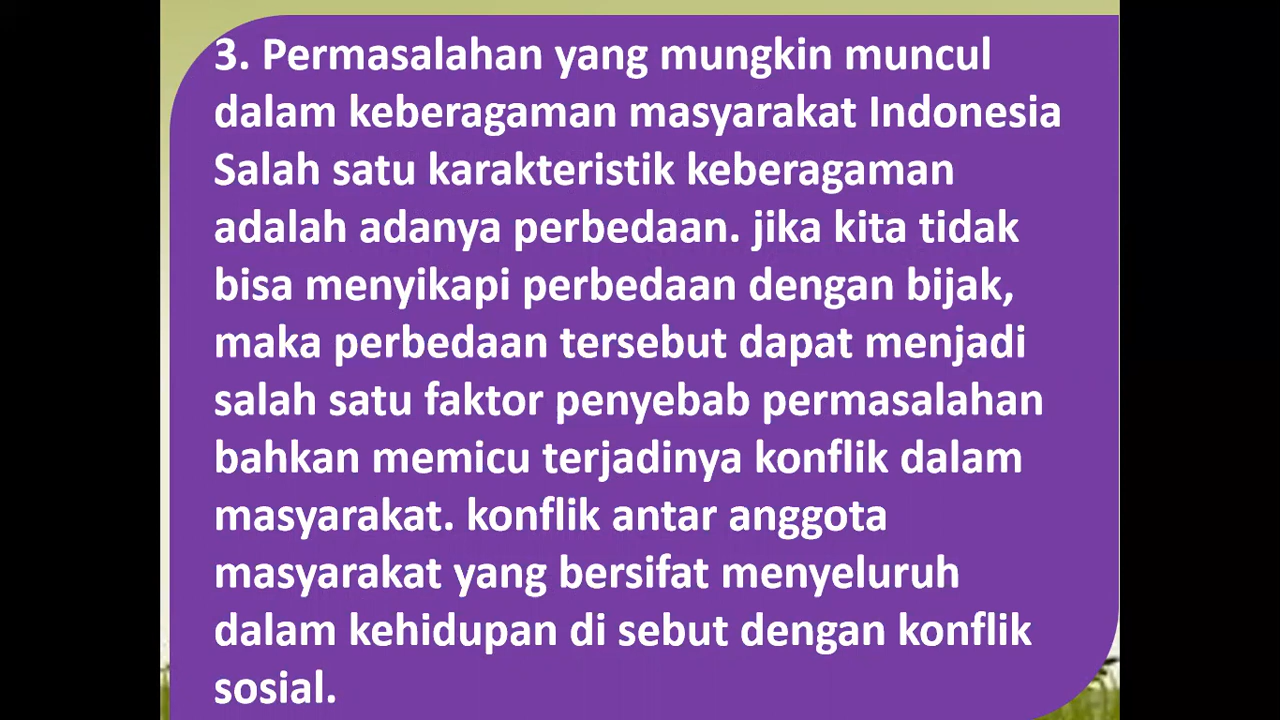 3. Permasalahan yang mungkin muncul
dalam keberagaman masyarakat Indonesia
Salah satu karakteristik keberagaman
adalah adanya perbedaan. jika kita tidak
bisa menyikapi perbedaan dengan bijak,
maka perbedaan tersebut dapat menjadi
salah satu faktor penyebab permasalahan
bahkan memicu terjadinya konflik dalam
masyarakat. konflik antar anggota
masyarakat yang bersifat menyeluruh
dalam kehidupan di sebut dengan konflik
sosial.